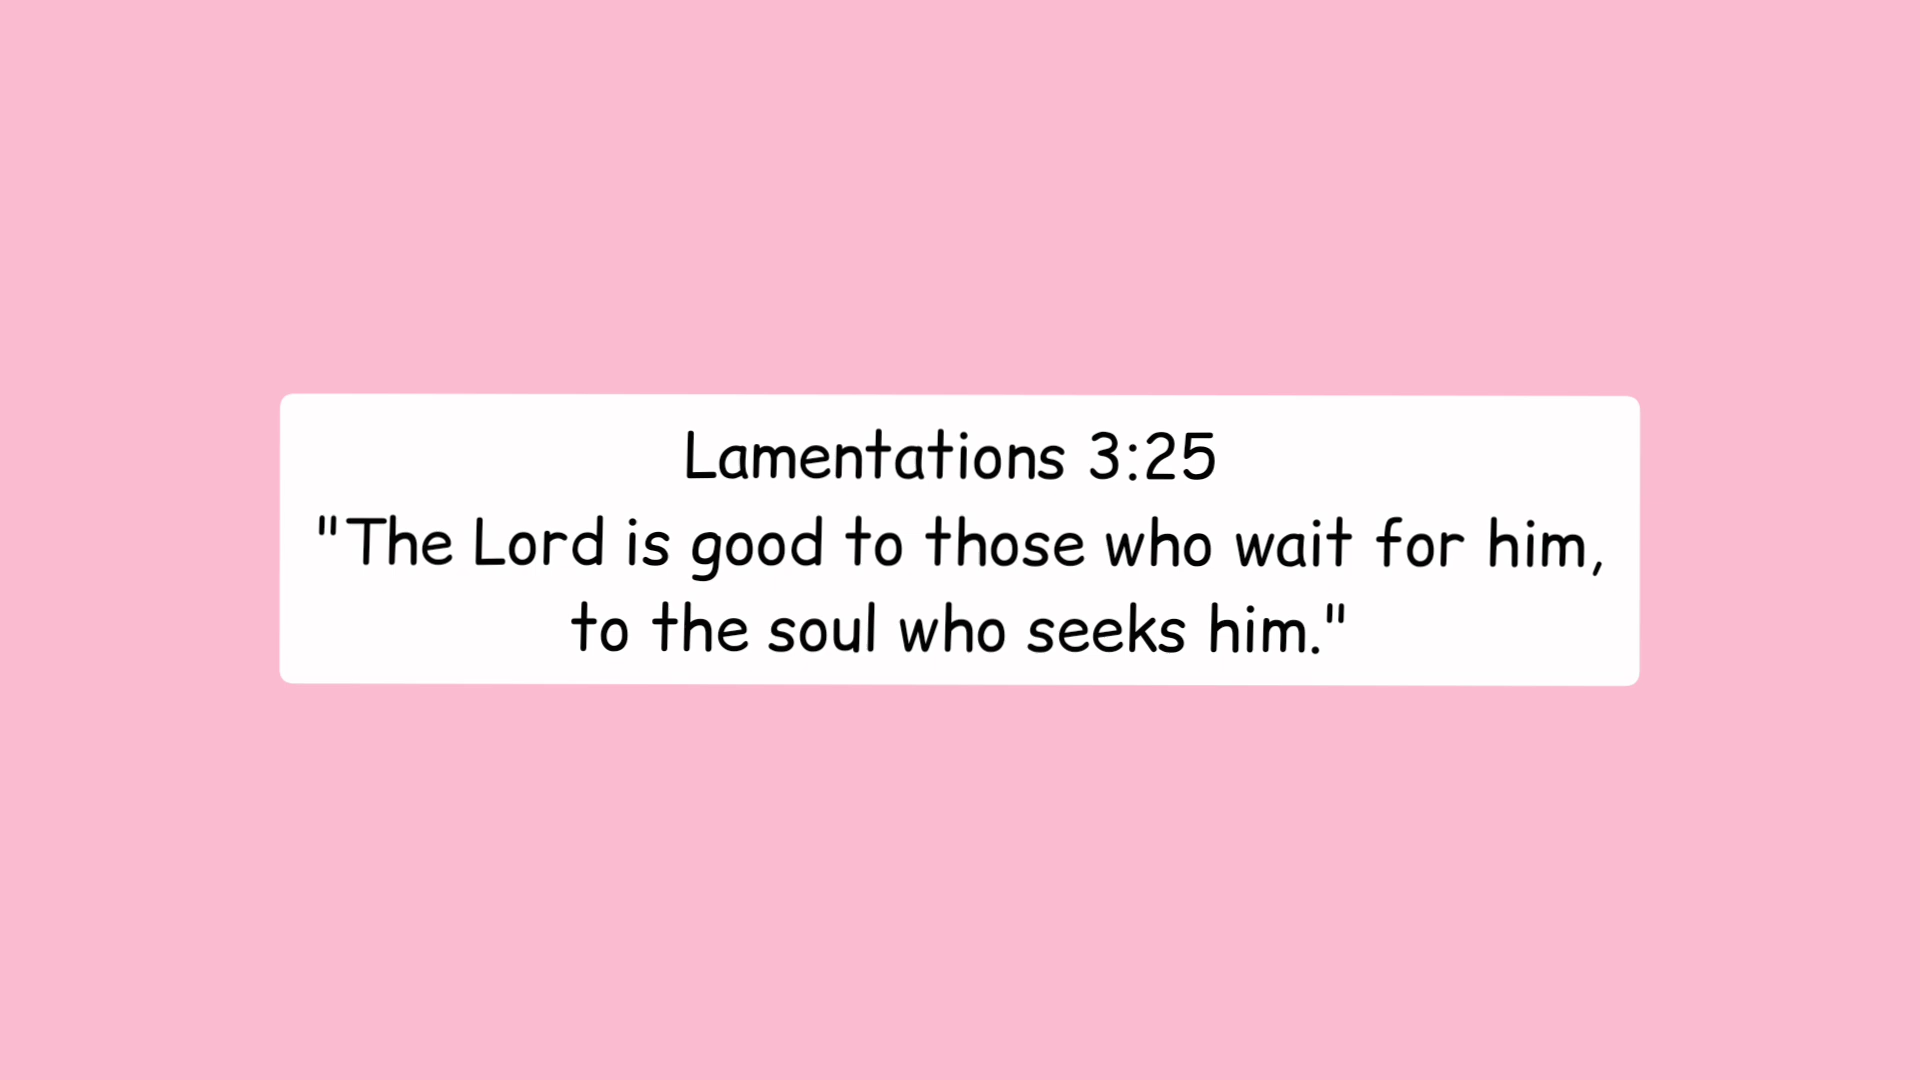 Lamentations 3:25
"The Lord is good to those who wait for him,
to the soul who seeks him."